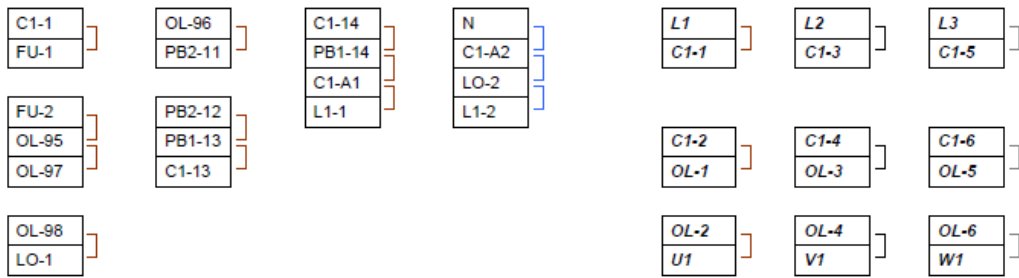 C1-1
FU-1
FU-2
OL-95
OL-97
OL-98
LO-1
OL-96
PB2-11
PB2-12
PB1-13
C1-13
C1-14
PB1-14
C1-A1
L1-1
N
C1-A2
LO-2
L1-2
L1
C1-1
C1-2
OL-1
OL-2
U1
L2
C1-3
C1-4
OL-3
OL-4
V1
L3
C1-5
C1-6
OL-5
OL-6
W1